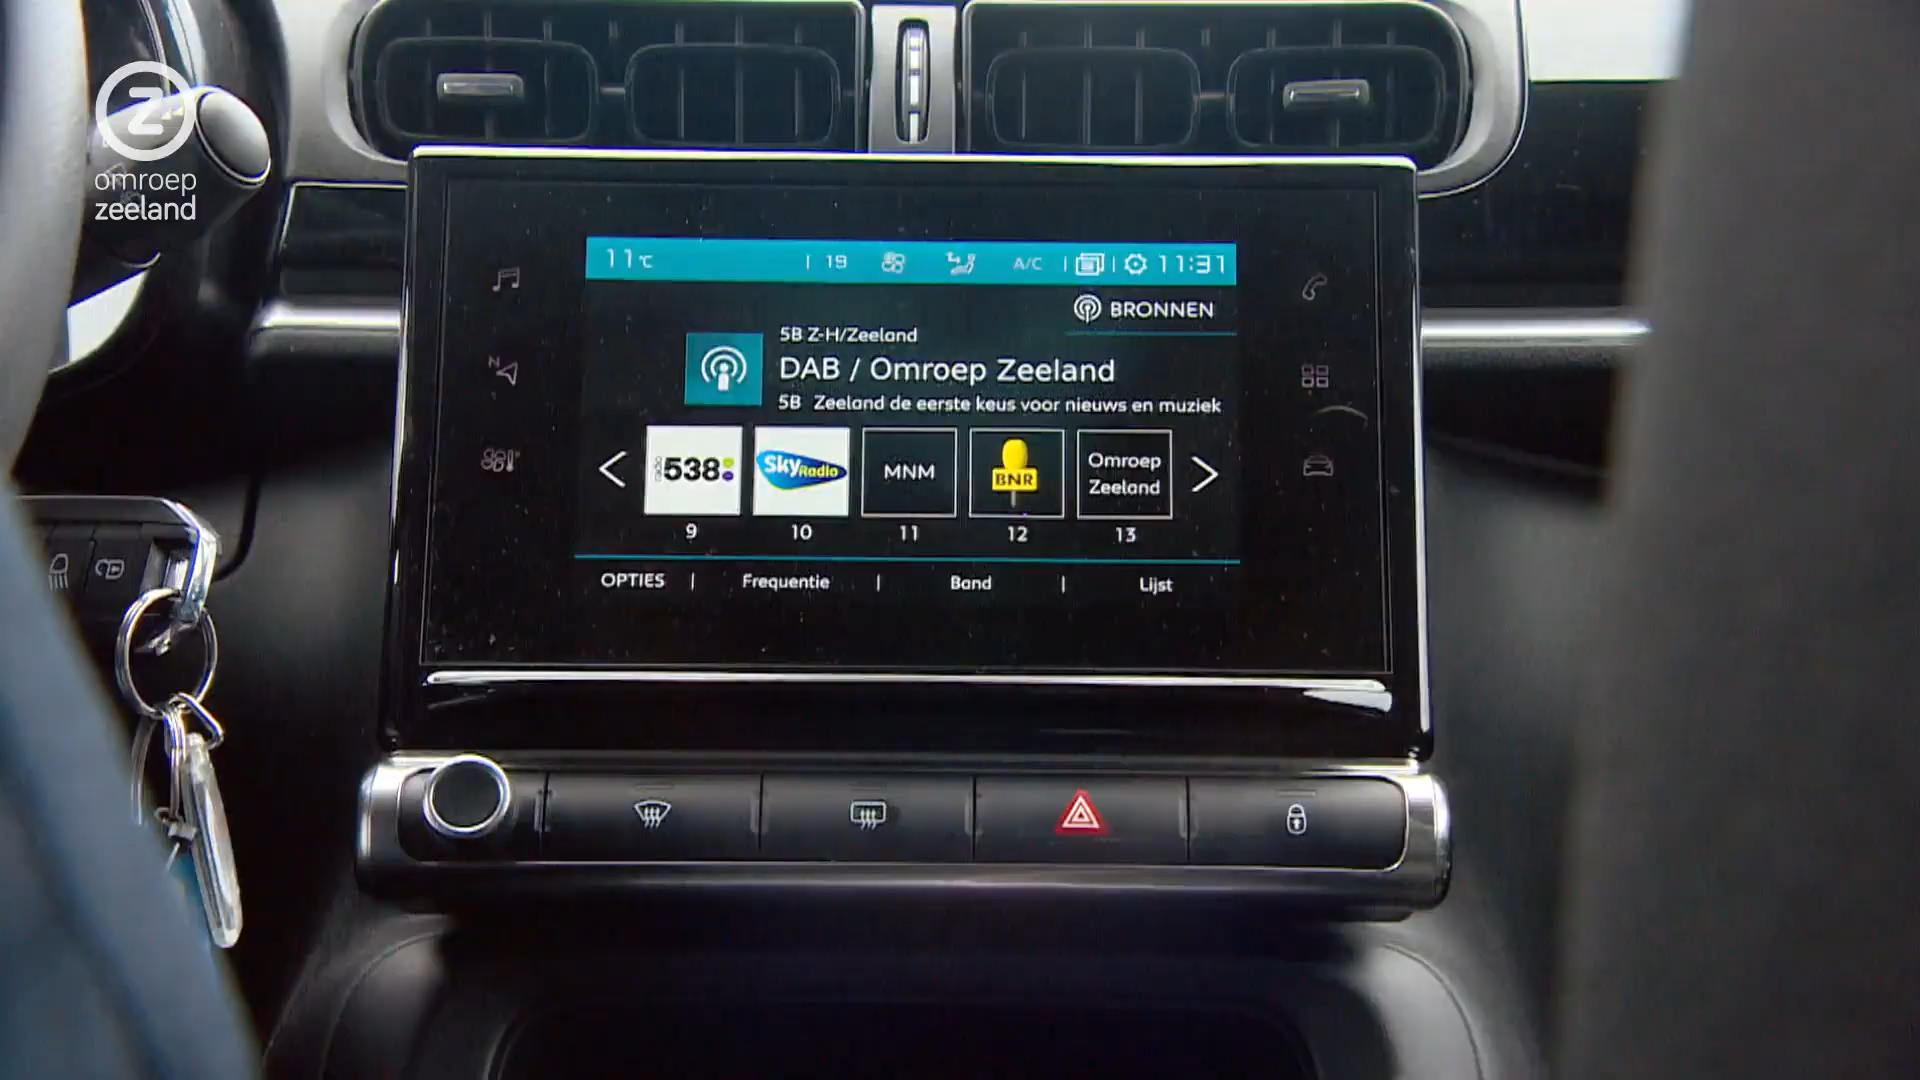 Z
omroep
zeeland
11°C
19
A/C
11:31
BRONNEN
5B Z-H/Zeeland
DAB / Omroep Zeeland
5B Zeeland de eerste keus voor nieuws en muziek
N
radio 538
Sky Radio
MNM
BNR
Omroep
Zeeland
9
10
11
12
13
OPTIES | Frequentie | Band | Lijst